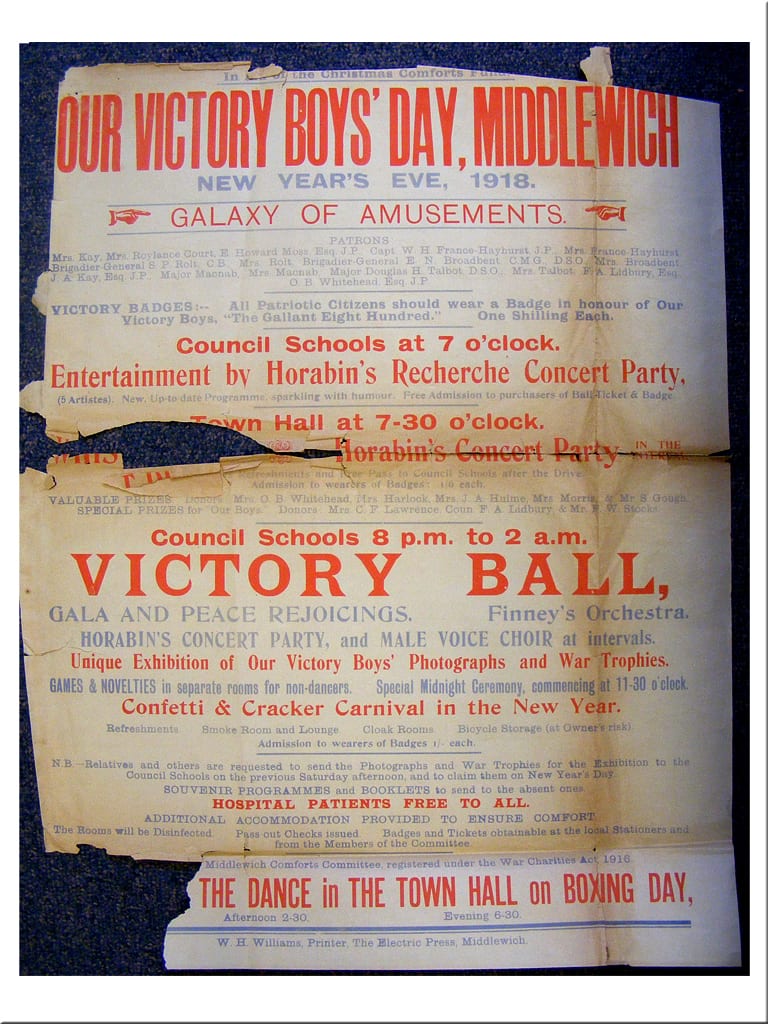 In the Christmas Comforts Fund.
OUR VICTORY BOYS' DAY, MIDDLEWICH
NEW YEAR'S EVE, 1918.
GALAXY OF AMUSEMENTS.
PATRONS
Mrs. Kay, Mrs. Roylance Court, E. Howard Moss, Esq. J.P. Capt. W. H. France-Hayhurst J.P., Mrs. France-Hayhurst
Brigadier-General S. P. Rolt, C.B. Mrs. Rolt, Brigadier-General E. N. Broadbent C.M.G., D.S.O., Mrs. Broadbent,
J. A. Kay, Esq. J.P., Major Macnab, Mrs. Macnab, Major Douglas H. Talbot, D.S.O., Mrs. Talbot, F. A. Lidbury, Esq.
O. B. Whitehead, Esq. J.P.
VICTORY BADGES:-- All Patriotic Citizens should wear a Badge in honour of Our
Victory Boys, "The Gallant Eight Hundred." One Shilling Each.
Council Schools at 7 o'clock.
Entertainment by Horabin's Recherche Concert Party,
(5 Artistes). New, Up-to-date Programme, sparkling with humour. Free Admission to purchasers of Ball Ticket & Badge
Town Hall at 7-30 o'clock.
Horabin's Concert Party IN THE
Refreshments and Free Pass to Council Schools after the Drive.
Admission to wearers of Badges: 1/6 each.
VALUABLE PRIZES. Donors Mrs. O. B. Whitehead, Mrs Harlock, Mrs. J. A. Hulme, Mrs Morris, & Mr S Gough.
SPECIAL PRIZES for "Our Boys." Donors Mrs. C. F. Lawrence, Coun. F. A. Lidbury, & Mr. F. W. Stocks.
Council Schools 8 p.m. to 2 a.m.
VICTORY BALL,
GALA AND PEACE REJOICINGS. Finney's Orchestra.
HORABIN'S CONCERT PARTY, and MALE VOICE CHOIR at intervals.
Unique Exhibition of Our Victory Boys' Photographs and War Trophies.
GAMES & NOVELTIES in separate rooms for non-dancers. Special Midnight Ceremony, commencing at 11-30 o'clock.
Confetti & Cracker Carnival in the New Year.
Refreshments. Smoke Room and Lounge Cloak Rooms. Bicycle Storage (at Owner's risk).
Admission to wearers of Badges 1/- each.
N.B.—Relatives and others are requested to send the Photographs and War Trophies for the Exhibition to the
Council Schools on the previous Saturday afternoon, and to claim them on New Year's Day.
SOUVENIR PROGRAMMES and BOOKLETS to send to the absent ones.
HOSPITAL PATIENTS FREE TO ALL.
ADDITIONAL ACCOMMODATION PROVIDED TO ENSURE COMFORT.
The Rooms will be Disinfected. Pass out Checks issued. Badges and Tickets obtainable at the local Stationers and
from the Members of the Committee.
Middlewich Comforts Committee, registered under the War Charities Act, 1916.
THE DANCE in THE TOWN HALL on BOXING DAY,
Afternoon 2-30. Evening 6-30.
W. H. Williams, Printer, The Electric Press, Middlewich.